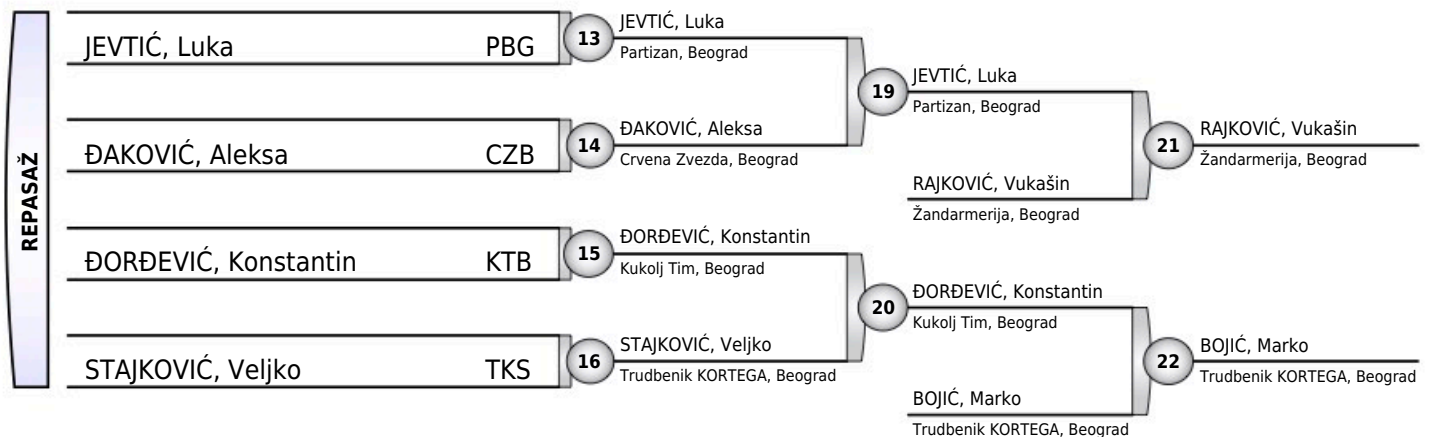 REPASAŽ
JEVTIĆ, Luka PBG
ĐAKOVIĆ, Aleksa CZB
ĐORĐEVIĆ, Konstantin KTB
STAJKOVIĆ, Veljko TKS
13
JEVTIĆ, Luka
Partizan, Beograd
14
ĐAKOVIĆ, Aleksa
Crvena Zvezda, Beograd
15
ĐORĐEVIĆ, Konstantin
Kukolj Tim, Beograd
16
STAJKOVIĆ, Veljko
Trudbenik KORTEGA, Beograd
19
JEVTIĆ, Luka
Partizan, Beograd
RAJKOVIĆ, Vukašin
Žandarmerija, Beograd
20
ĐORĐEVIĆ, Konstantin
Kukolj Tim, Beograd
BOJIĆ, Marko
Trudbenik KORTEGA, Beograd
21
RAJKOVIĆ, Vukašin
Žandarmerija, Beograd
22
BOJIĆ, Marko
Trudbenik KORTEGA, Beograd